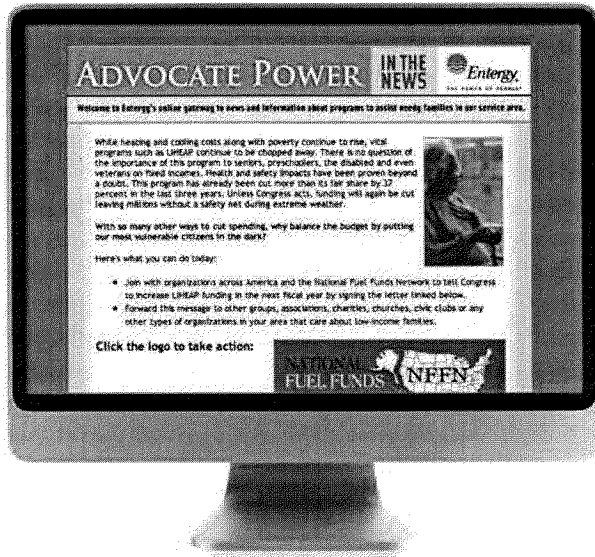 ADVOCATE POWER
IN THE
NEWS
Entergy
THE POWER OF PEOPLE
Welcome to Entergy's online gateway to news and information about programs to assist needy families in our service area.
While heating and cooling costs along with poverty continue to rise, vital
programs such as LIHEAP continue to be chopped away. There is no question of
the importance of this program to seniors, preschoolers, the disabled and even
veterans on fixed incomes. Health and safety impacts have been proven beyond
a doubt. This program has already been cut more than its fair share by 37
percent in the last three years. Unless Congress acts, funding will again be cut
leaving millions without a safety net during extreme weather.
With so many other ways to cut spending, why balance the budget by putting
our most vulnerable citizens in the dark?
Here's what you can do today:
• Join with organizations across America and the National Fuel Funds Network to tell Congress
to increase LIHEAP funding in the next fiscal year by signing the letter linked below.
• Forward this message to other groups, associations, charities, churches, civic clubs or any
other types of organizations in your area that care about low-income families.
Click the logo to take action:
NATIONAL
FUEL FUNDS
NFFN